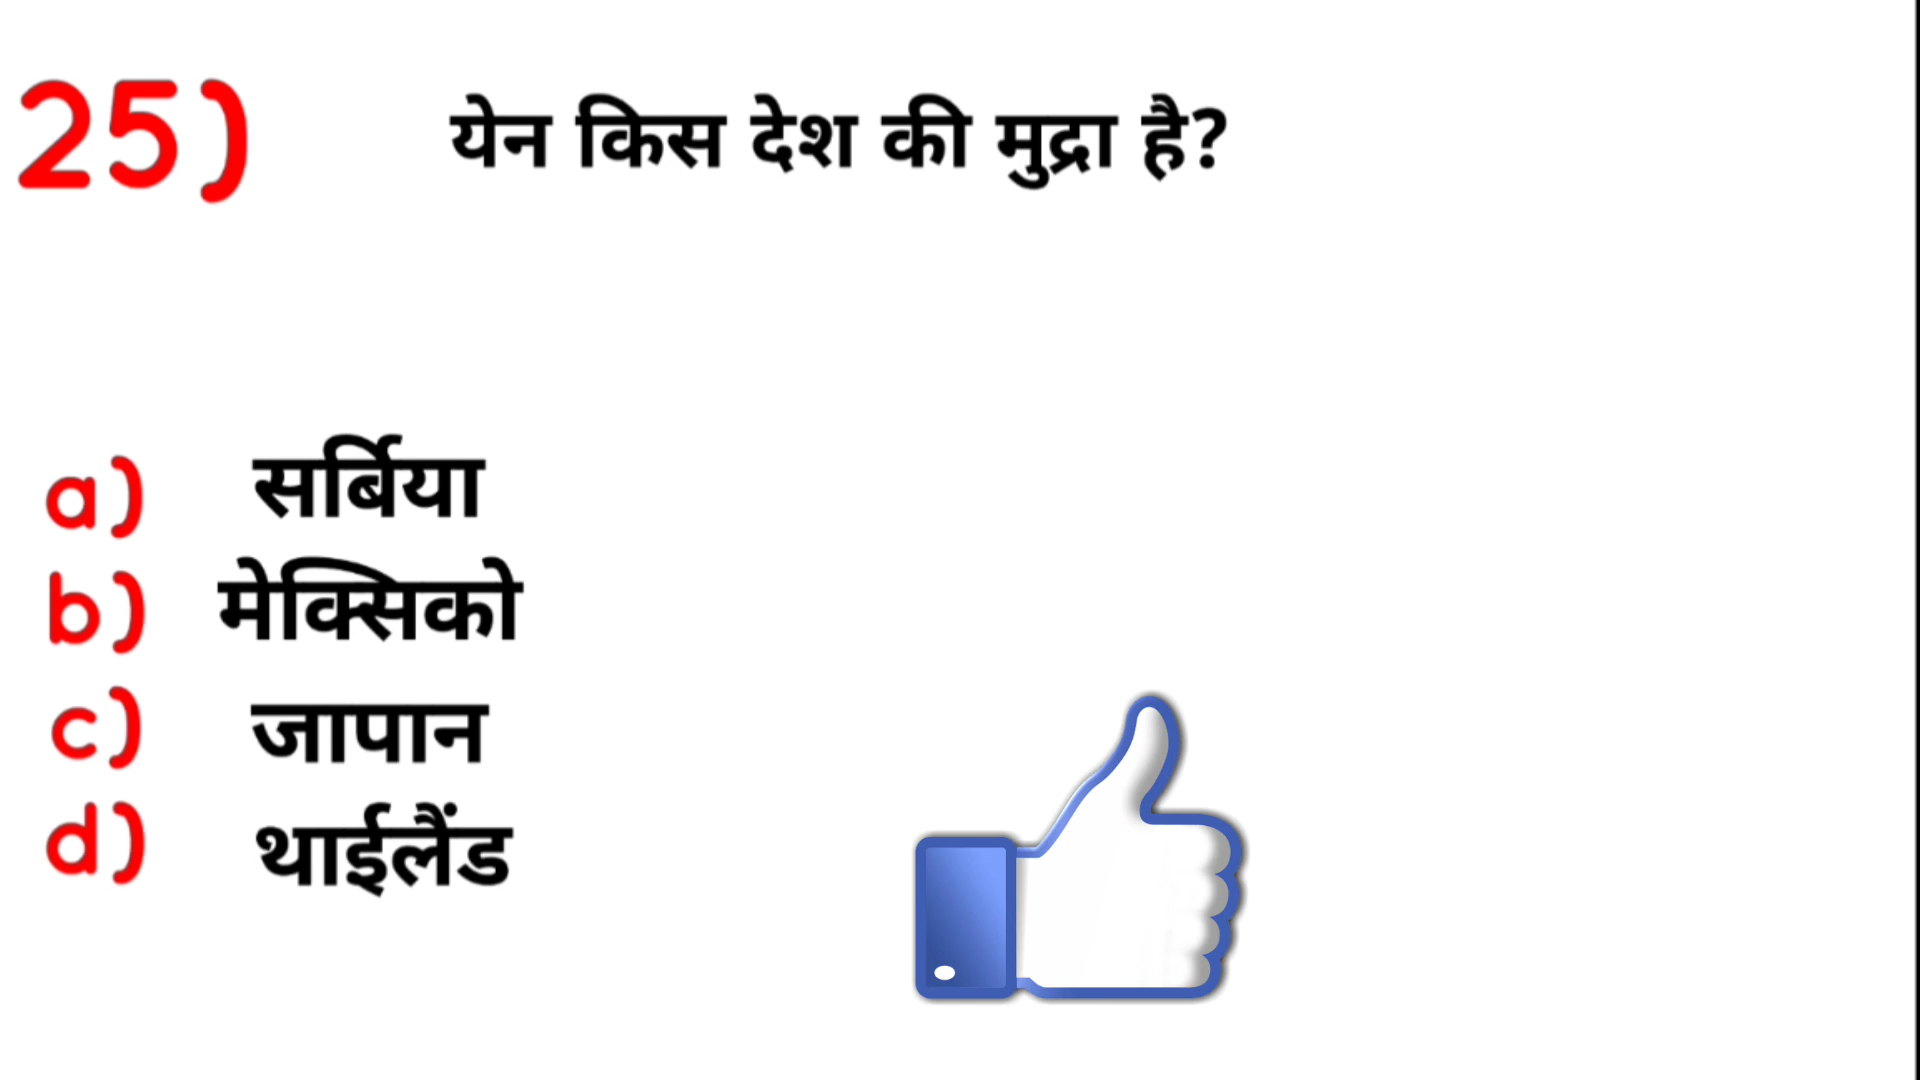 25) येन किस देश की मुद्रा है?
a) सर्बिया
b) मेक्सिको
c) जापान
d) थाईलैंड